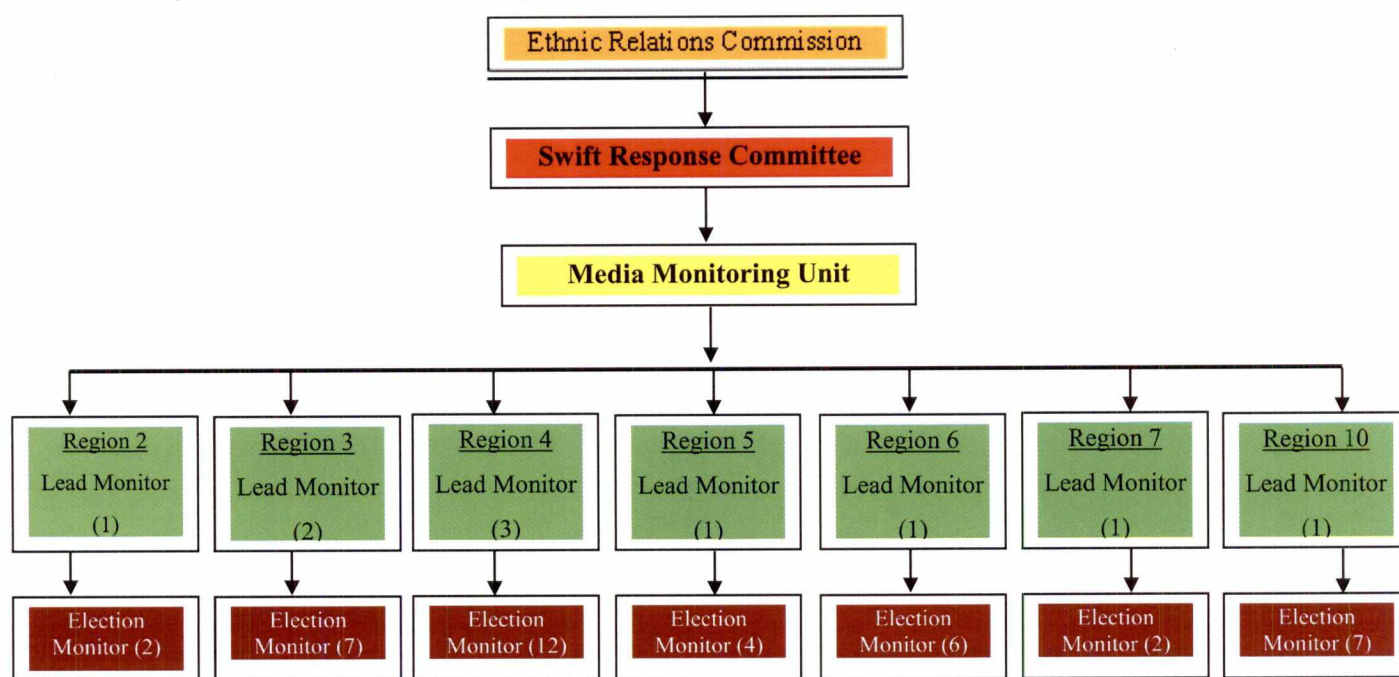 Ethnic Relations Commission
Swift Response Committee
Media Monitoring Unit
Region 2
Lead Monitor
(1)
Region 3
Lead Monitor
(2)
Region 4
Lead Monitor
(3)
Region 5
Lead Monitor
(1)
Region 6
Lead Monitor
(1)
Region 7
Lead Monitor
(1)
Region 10
Lead Monitor
(1)
Election
Monitor (2)
Election
Monitor (7)
Election
Monitor (12)
Election
Monitor (4)
Election
Monitor (6)
Election
Monitor (2)
Election
Monitor (7)